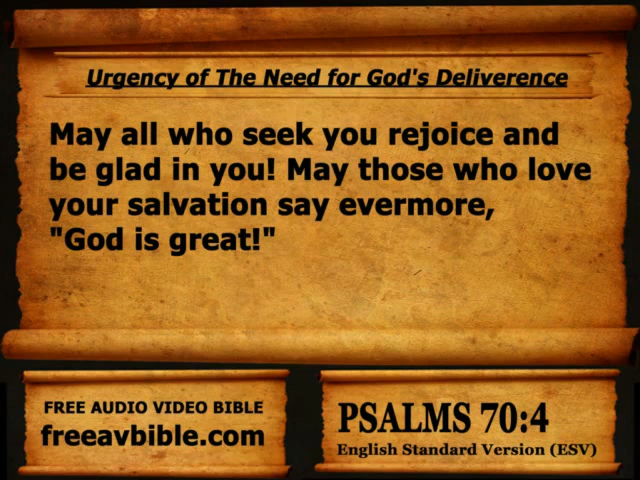 Urgency of The Need for God's Deliverence
May all who seek you rejoice and
be glad in you! May those who love
your salvation say evermore,
"God is great!"
FREE AUDIO VIDEO BIBLE
freeavbible.com
PSALMS 70:4
English Standard Version (ESV)